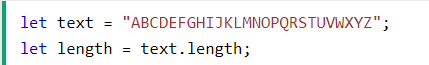 let text = "ABCDEFGHIJKLMNOPQRSTUVWXYZ";
let length = text.length;